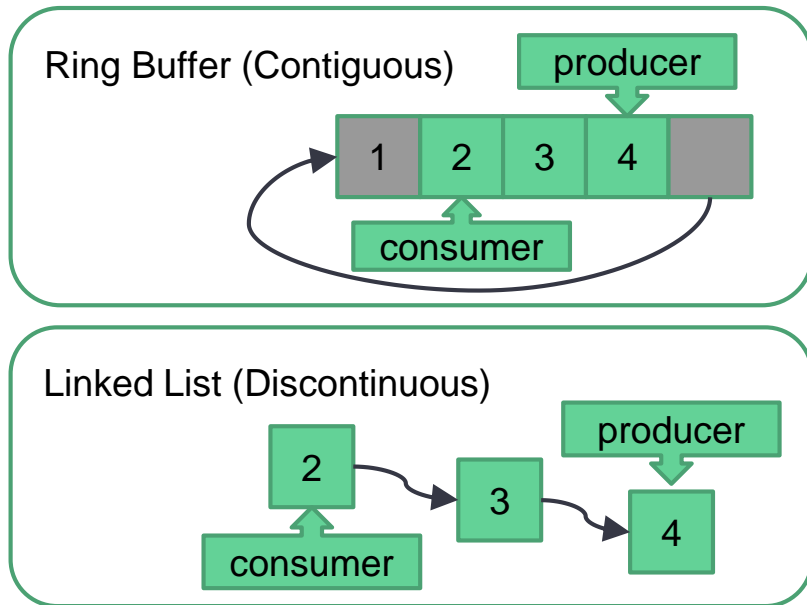 Ring Buffer (Contiguous)
producer
1 2 3 4
consumer
Linked List (Discontinuous)
producer
2
3
4
consumer